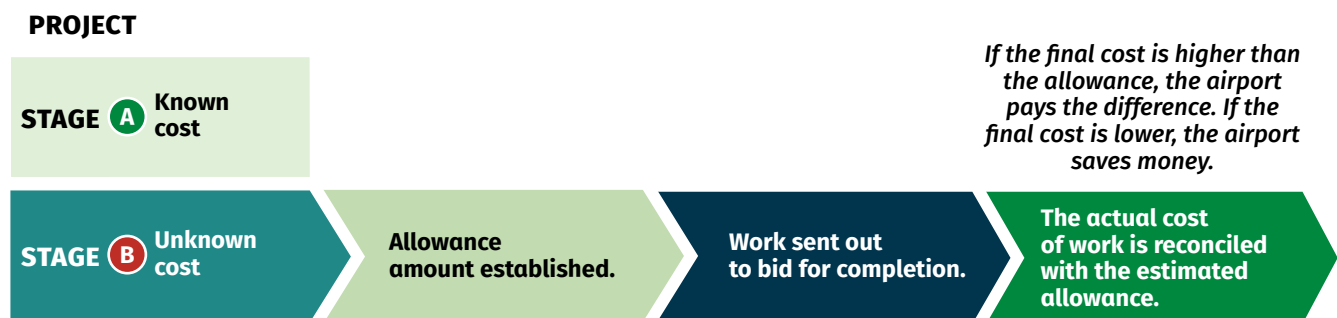 PROJECT
STAGE A Known
cost
If the final cost is higher than
the allowance, the airport
pays the difference. If the
final cost is lower, the airport
saves money.
STAGE B Unknown
cost
Allowance
amount established.
Work sent out
to bid for completion.
The actual cost
of work is reconciled
with the estimated
allowance.